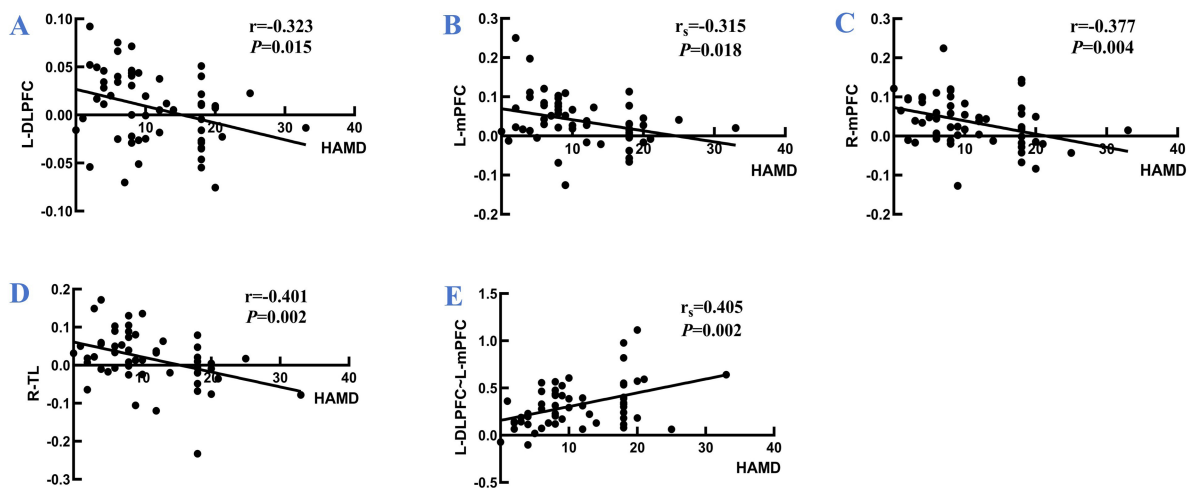 A
r=-0.323
P=0.015
0.10
0.05
0.00
-0.05
-0.10
10
20
30
40
L-DLPFC
HAMD
B
rs=-0.315
P=0.018
0.3
0.2
0.1
0.0
-0.1
-0.2
10
20
30
40
L-mPFC
HAMD
C
r=-0.377
P=0.004
0.3
0.2
0.1
0.0
-0.1
-0.2
10
20
30
40
R-mPFC
HAMD
D
r=-0.401
P=0.002
0.2
0.1
0.0
-0.1
-0.2
-0.3
10
20
30
40
R-TL
HAMD
E
rs=0.405
P=0.002
1.5
1.0
0.5
0.0
-0.5
10
20
30
40
L-DLPFC~L-mPFC
HAMD